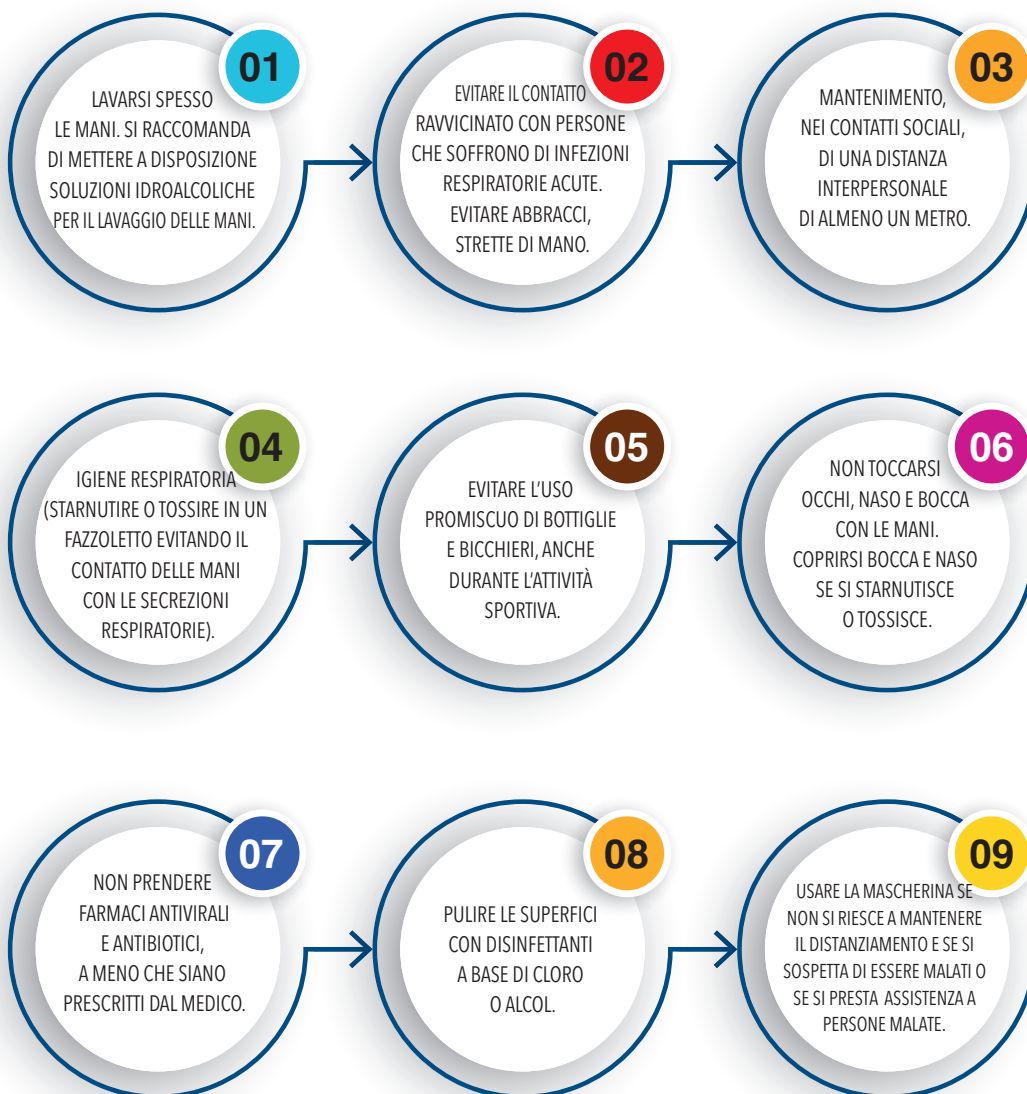 01
LAVARSI SPESSO
LE MANI. SI RACCOMANDA
DI METTERE A DISPOSIZIONE
SOLUZIONI IDROALCOLICHE
PER IL LAVAGGIO DELLE MANI.
02
EVITARE IL CONTATTO
RAVVICINATO CON PERSONE
CHE SOFFRONO DI INFEZIONI
RESPIRATORIE ACUTE.
EVITARE ABBRACCI,
STRETTE DI MANO.
03
MANTENIMENTO,
NEI CONTATTI SOCIALI,
DI UNA DISTANZA
INTERPERSONALE
DI ALMENO UN METRO.
04
IGIENE RESPIRATORIA
(STARNUTIRE O TOSSIRE IN UN
FAZZOLETTO EVITANDO IL
CONTATTO DELLE MANI
CON LE SECREZIONI
RESPIRATORIE).
05
EVITARE L'USO
PROMISCUO DI BOTTIGLIE
E BICCHIERI, ANCHE
DURANTE L'ATTIVITÀ
SPORTIVA.
06
NON TOCCARSI
OCCHI, NASO E BOCCA
CON LE MANI.
COPRIRSI BOCCA E NASO
SE SI STARNUTISCE
O TOSSISCE.
07
NON PRENDERE
FARMACI ANTIVIRALI
E ANTIBIOTICI,
A MENO CHE SIANO
PRESCRITTI DAL MEDICO.
08
PULIRE LE SUPERFICI
CON DISINFETTANTI
A BASE DI CLORO
O ALCOL.
09
USARE LA MASCHERINA SE
NON SI RIESCE A MANTENERE
IL DISTANZIAMENTO E SE SI
SOSPETTA DI ESSERE MALATI O
SE SI PRESTA ASSISTENZA A
PERSONE MALATE.